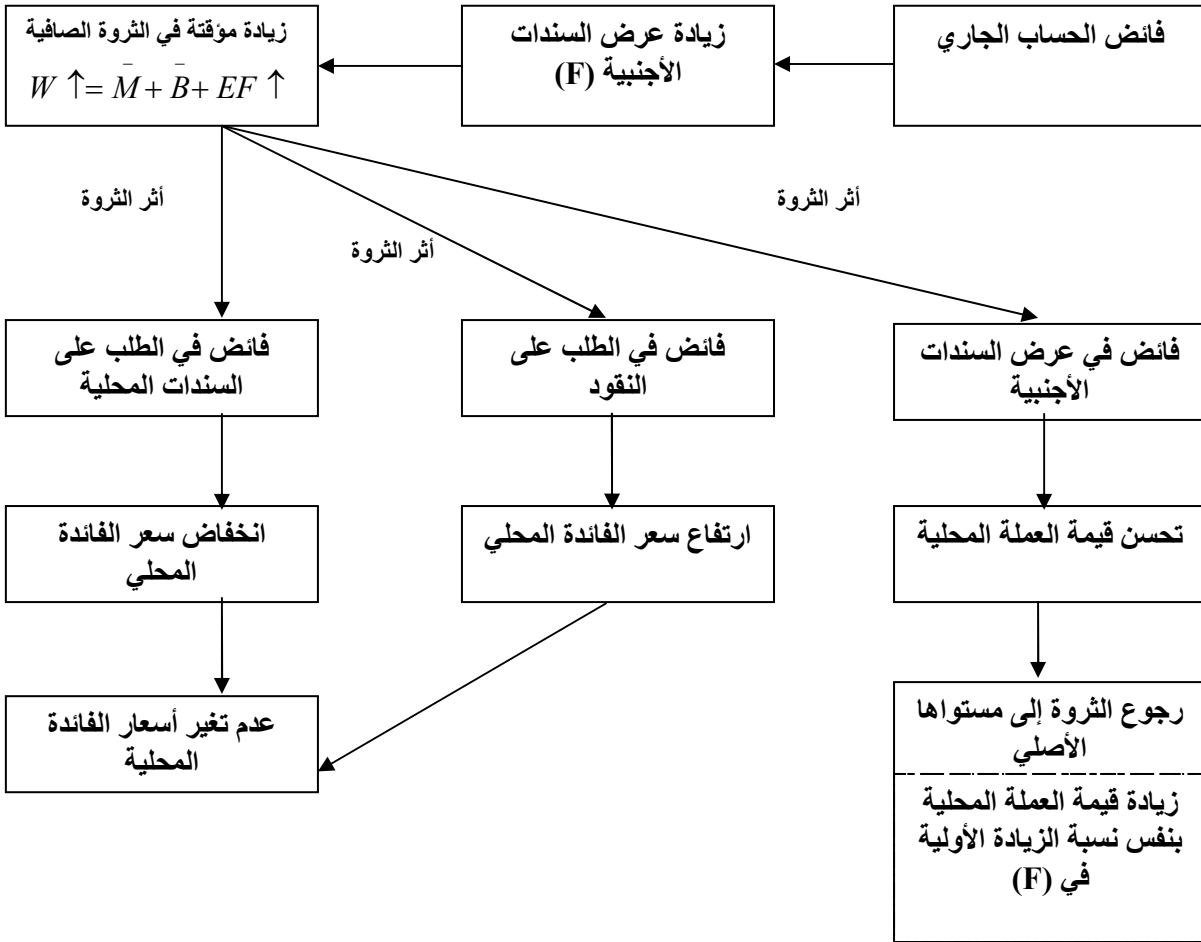 فائض الحساب الجاري
زيادة عرض السندات
الأجنبية (F)
زيادة مؤقتة في الثروة الصافية
W ↑= M̄ + B̄ + EF ↑
أثر الثروة
أثر الثروة
أثر الثروة
فائض في عرض السندات
الأجنبية
فائض في الطلب على
النقود
فائض في الطلب على
السندات المحلية
تحسن قيمة العملة المحلية
ارتفاع سعر الفائدة المحلي
انخفاض سعر الفائدة
المحلي
رجوع الثروة إلى مستواها
الأصلي
زيادة قيمة العملة المحلية
بنفس نسبة الزيادة الأولية
في (F)
عدم تغير أسعار الفائدة
المحلية